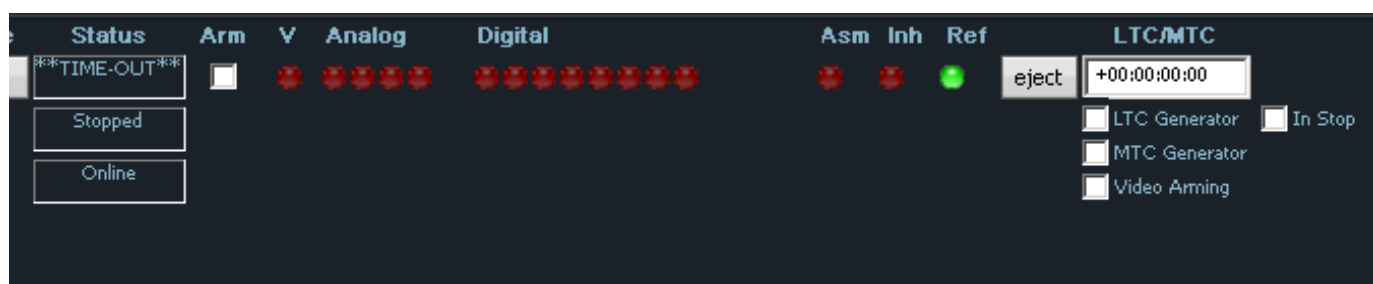 Status Arm V Analog Digital Asm Inh Ref LTC/MTC
**TIME-OUT** eject +00:00:00:00
Stopped LTC Generator In Stop
MTC Generator
Online Video Arming